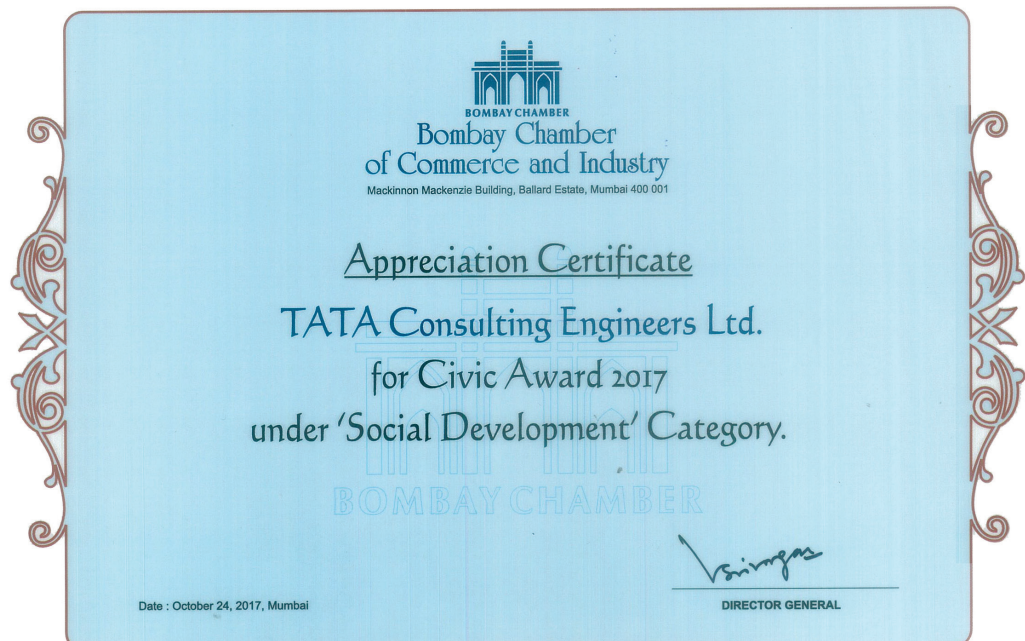 BOMBAY CHAMBER
Bombay Chamber
of Commerce and Industry
Mackinnon Mackenzie Building, Ballard Estate, Mumbai 400 001
Appreciation Certificate
TATA Consulting Engineers Ltd.
for Civic Award 2017
under ‘Social Development’ Category.
BOMBAY CHAMBER
Date : October 24, 2017, Mumbai
DIRECTOR GENERAL